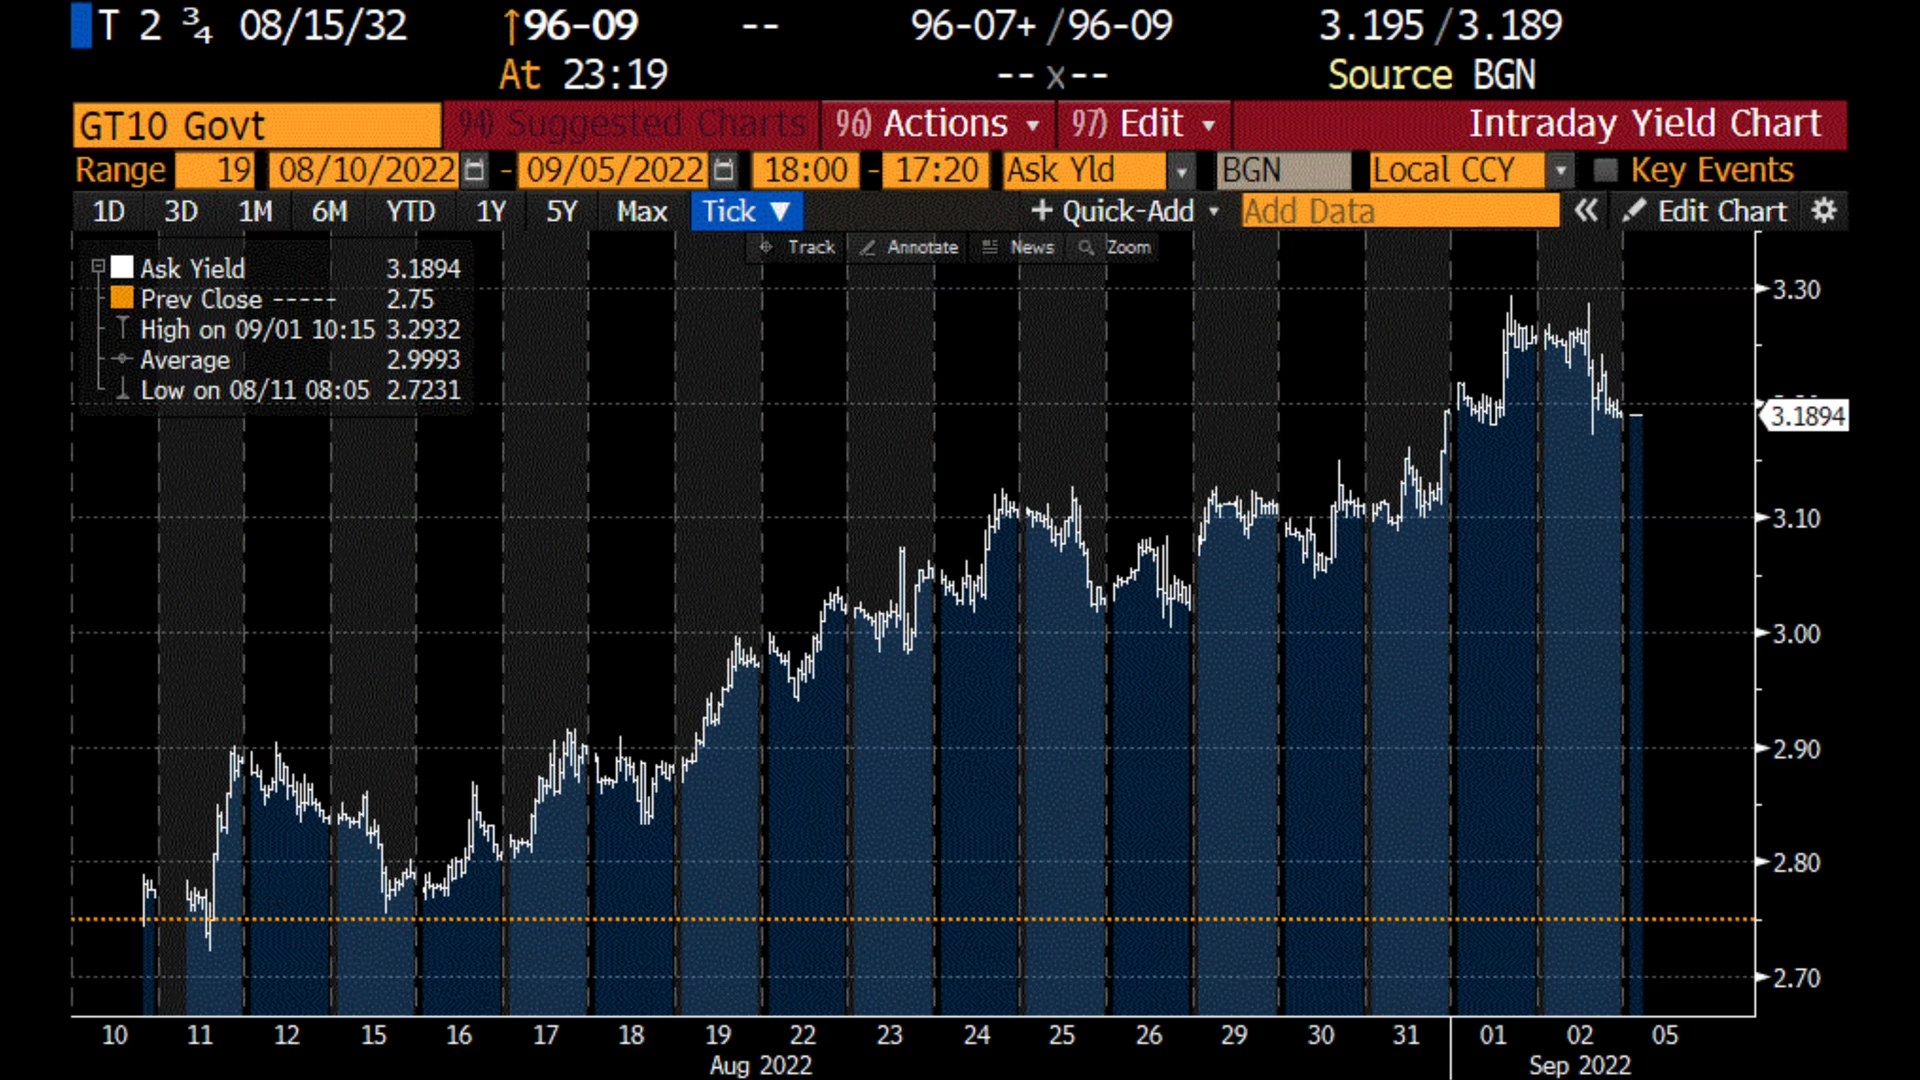 T 2 ¾ 08/15/32 ↑96-09 -- 96-07+ /96-09 3.195 /3.189
At 23:19 -- x -- Source BGN
GT10 Govt 94) Suggested Charts 96) Actions ▾ 97) Edit ▾ Intraday Yield Chart
Range 19 08/10/2022 - 09/05/2022 18:00 - 17:20 Ask Yld BGN Local CCY Key Events
1D 3D 1M 6M YTD 1Y 5Y Max Tick ▼ + Quick-Add ▾ Add Data « Edit Chart
Track Annotate News Zoom
Ask Yield 3.1894
Prev Close ----- 2.75
High on 09/01 10:15 3.2932
Average 2.9993
Low on 08/11 08:05 2.7231
3.30
3.1894
3.10
3.00
2.90
2.80
2.70
10 11 12 15 16 17 18 19 22 23 24 25 26 29 30 31 01 02 05
Aug 2022 Sep 2022